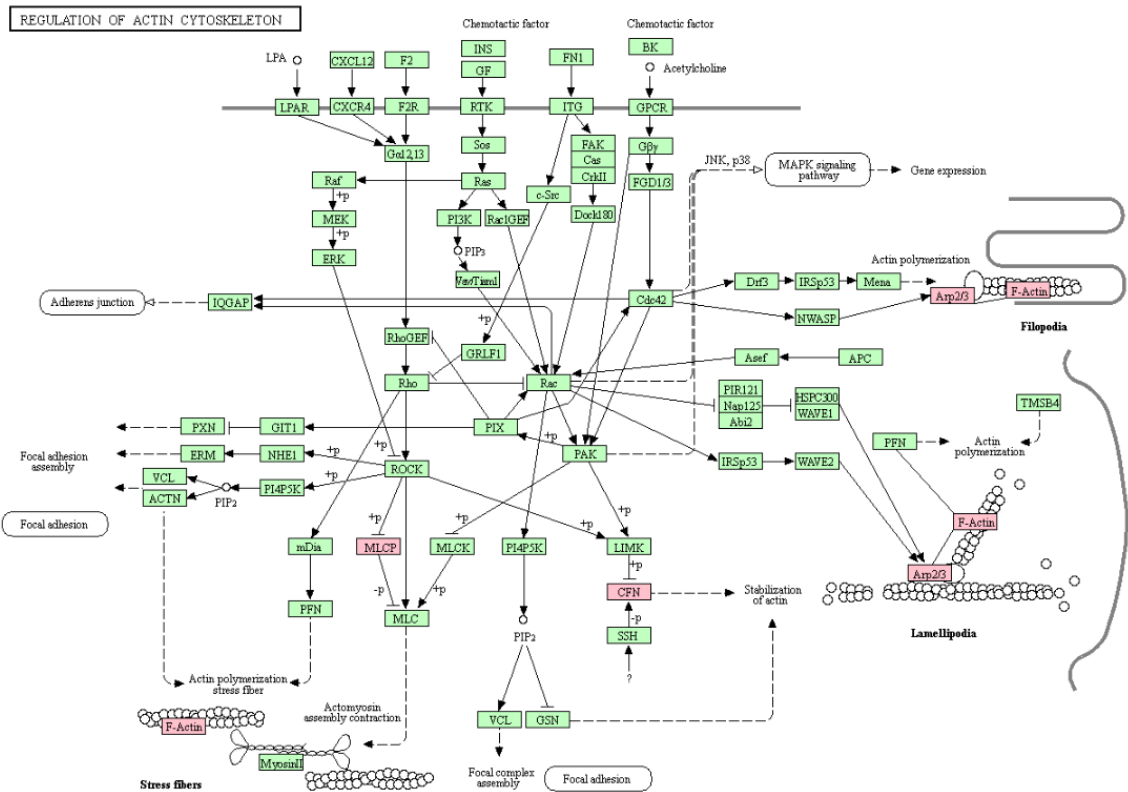 REGULATION OF ACTIN CYTOSKELETON
Chemotactic factor
Chemotactic factor
LPA
CXCL12
F2
INS
GF
FN1
BK
Acetylcholine
LPAR
CXCR4
F2R
RTK
ITG
GPCR
Gα12,13
Sos
FAK
Cas
CrkII
Gβγ
JNK, p38
MAPK signaling
pathway
Gene expression
Raf
Ras
c-Src
FGD1/3
+p
MEK
PI3K
Rac1GEF
Dock180
+p
ERK
PIP3
Vav/Tiam1
Actin polymerization
Drf3
IRSp53
Mena
Adherens junction
IQGAP
Cdc42
Arp2/3
F-Actin
NWASP
Filopodia
+p
RhoGEF
GRLF1
Asef
APC
Rho
Rac
PIR121
Nap125
Abi2
HSPC300
WAVE1
TMSB4
PXN
GIT1
PIX
+p
PFN
Actin
polymerization
Focal adhesion
assembly
ERM
NHE1
+p
+p
ROCK
PAK
IRSp53
WAVE2
VCL
ACTN
PIP2
PI4P5K
+p
Focal adhesion
+p
+p
+p
+p
F-Actin
mDia
MLCP
MLCK
PI4P5K
LIMK
+p
Arp2/3
-p
+p
CFN
Stabilization
of actin
PFN
MLC
-p
PIP2
SSH
Lamellipodia
?
Actin polymerization
stress fiber
Actomyosin
assembly contraction
F-Actin
VCL
GSN
MyosinII
Stress fibers
Focal complex
assembly
Focal adhesion